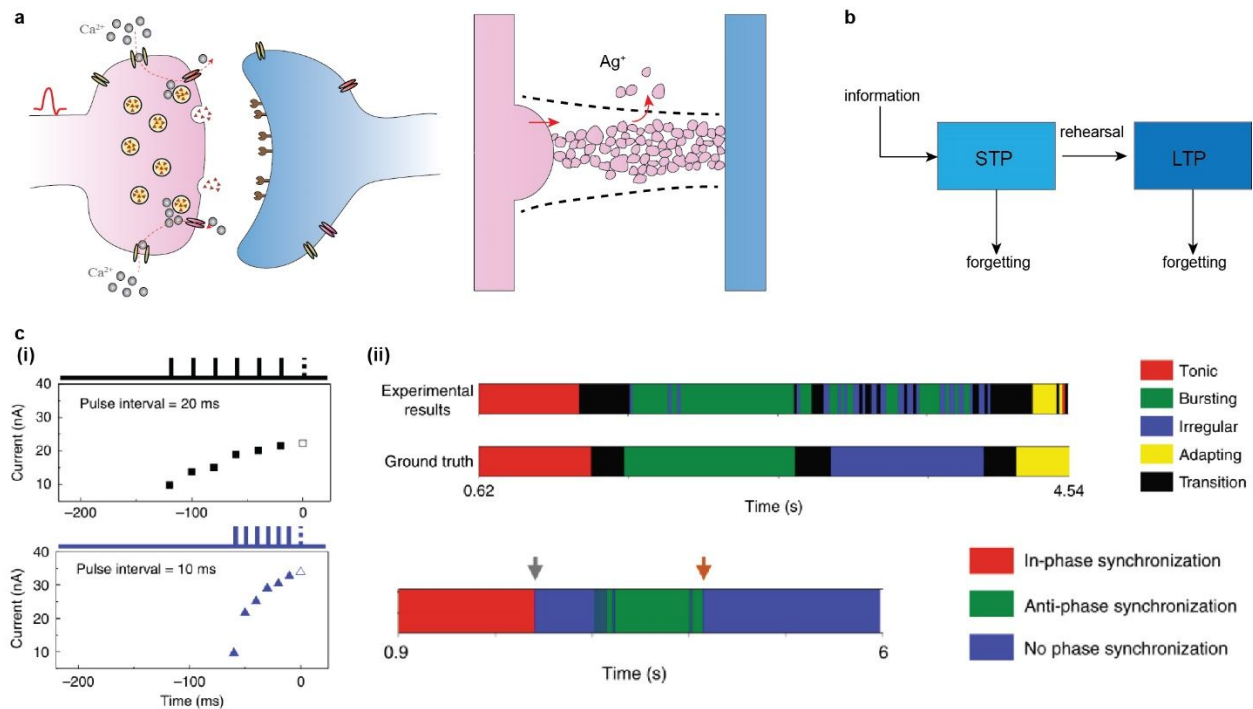 a
Ca²⁺
Ca²⁺
Ag⁺
b
information
STP
rehearsal
LTP
forgetting
forgetting
c
(i)
40
30
20
10
Current (nA)
Pulse interval = 20 ms
−200
−100
0
40
30
20
10
Current (nA)
Pulse interval = 10 ms
−200
−100
0
Time (ms)
(ii)
Experimental
results
Ground truth
0.62
4.54
Time (s)
Tonic
Bursting
Irregular
Adapting
Transition
0.9
6
Time (s)
In-phase synchronization
Anti-phase synchronization
No phase synchronization